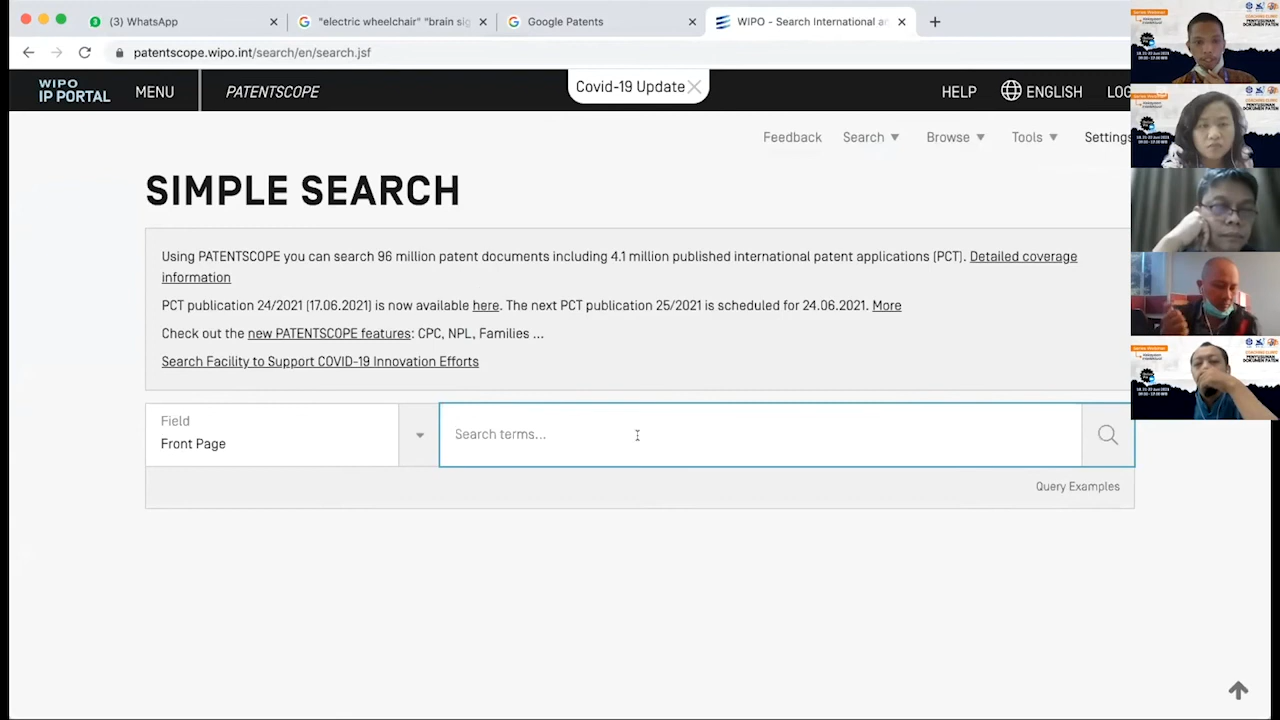 (3) WhatsApp
"electric wheelchair" "brain si
Google Patents
WIPO - Search International an
patentscope.wipo.int/search/en/search.jsf
WIPO
IP PORTAL
MENU
PATENTSCOPE
Covid-19 Update
HELP
ENGLISH
LOG
Feedback
Search
Browse
Tools
Settings
SIMPLE SEARCH
Using PATENTSCOPE you can search 96 million patent documents including 4.1 million published international patent applications (PCT). Detailed coverage
information
PCT publication 24/2021 (17.06.2021) is now available here. The next PCT publication 25/2021 is scheduled for 24.06.2021. More
Check out the new PATENTSCOPE features: CPC, NPL, Families ...
Search Facility to Support COVID-19 Innovation Efforts
Field
Front Page
Search terms...
Query Examples